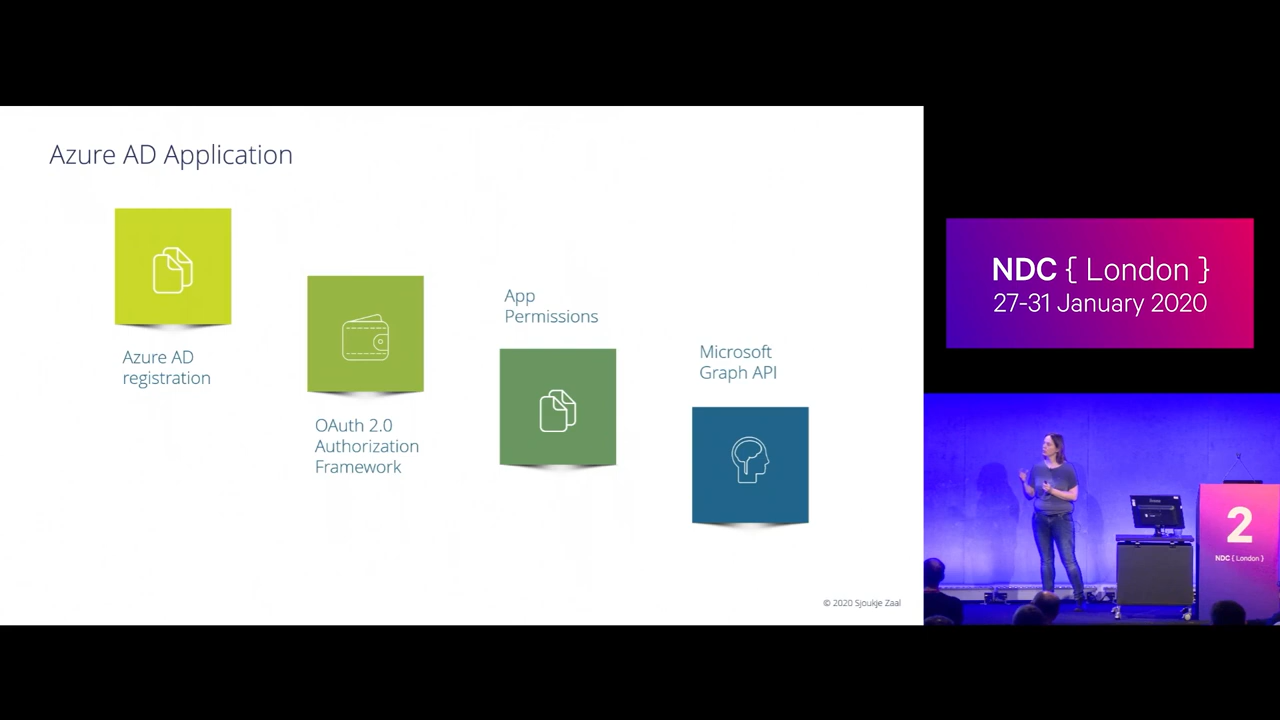 Azure AD Application
Azure AD
registration
OAuth 2.0
Authorization
Framework
App
Permissions
Microsoft
Graph API
© 2020 Sjoukje Zaal
NDC { London }
27-31 January 2020
2
NDC { London }